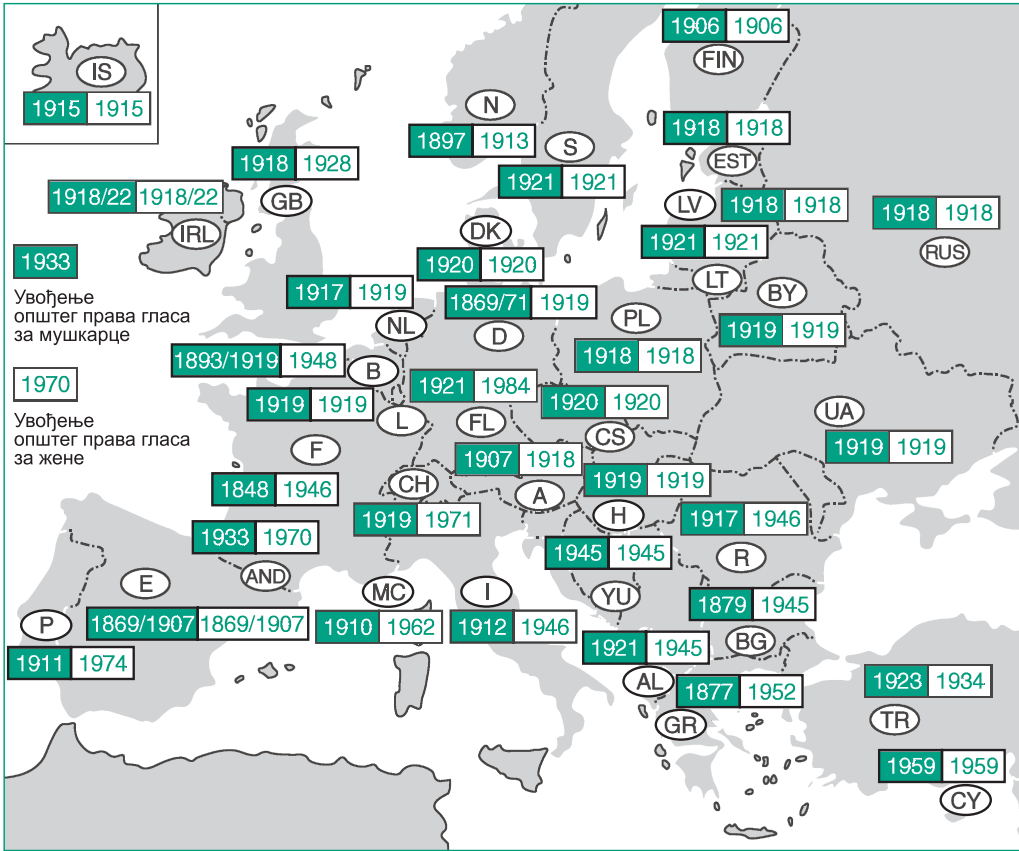 1906 1906
FIN
IS
1915 1915
N
1897 1913
1918 1918
EST
S
1921 1921
1918 1928
GB
1918/22 1918/22
IRL
LV
1918 1918
1918 1918
RUS
DK
1920 1920
1921 1921
LT
BY
1919 1919
1933
Увођење
општег права гласа
за мушкарце
1917 1919
NL
1869/71 1919
D
PL
1918 1918
1893/1919 1948
B
1970
Увођење
општег права гласа
за жене
1919 1919
L
1921 1984
FL
1920 1920
CS
UA
1919 1919
F
1848 1946
1907 1918
A
CH
1919 1971
1919 1919
H
1917 1946
R
1933 1970
AND
1945 1945
YU
E
1869/1907 1869/1907
MC
1910 1962
I
1912 1946
1879 1945
BG
P
1911 1974
1921 1945
AL
1877 1952
GR
1923 1934
TR
1959 1959
CY